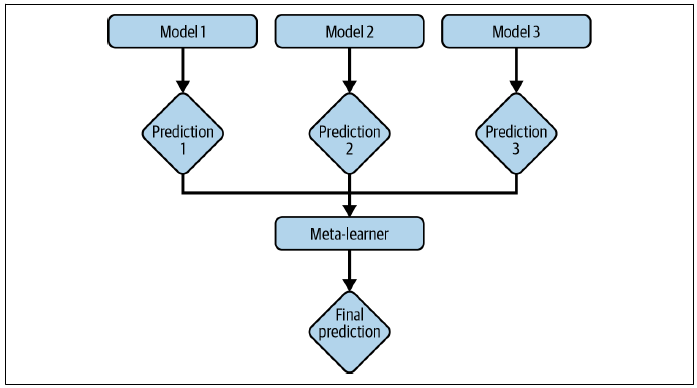 Model 1
Model 2
Model 3
Prediction
1
Prediction
2
Prediction
3
Meta-learner
Final
prediction